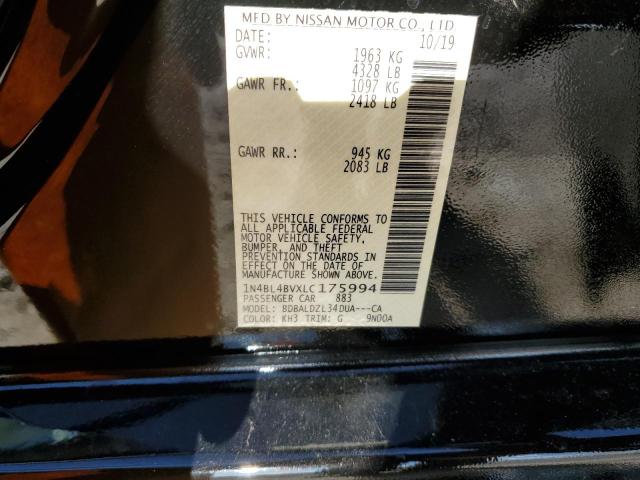 MFD BY NISSAN MOTOR CO., LTD.
DATE: 10/19
GVWR: 1963 KG
4328 LB
GAWR FR.: 1097 KG
2418 LB
GAWR RR.: 945 KG
2083 LB
THIS VEHICLE CONFORMS TO
ALL APPLICABLE FEDERAL
MOTOR VEHICLE SAFETY,
BUMPER, AND THEFT
PREVENTION STANDARDS IN
EFFECT ON THE DATE OF
MANUFACTURE SHOWN ABOVE.
1N4BL4BVXLC175994
PASSENGER CAR 883
MODEL: BDBALDZL34DUA---CA
COLOR: KH3 TRIM: G 9N00A